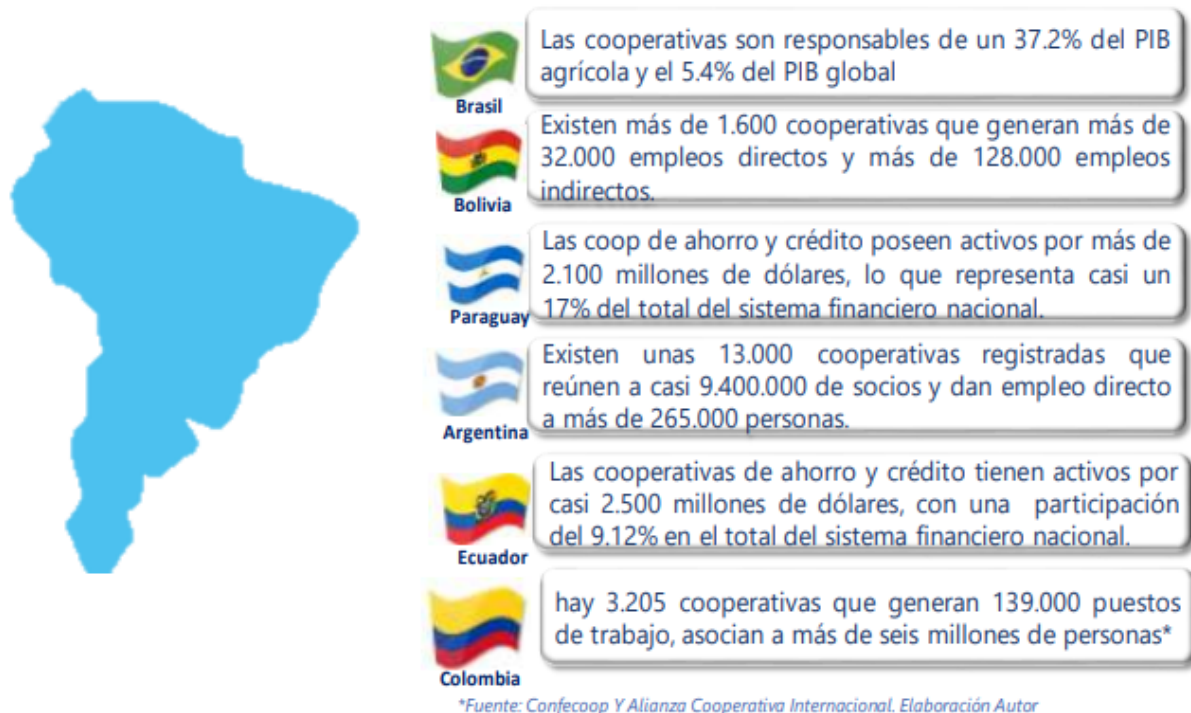 Las cooperativas son responsables de un 37.2% del PIB
agrícola y el 5.4% del PIB global
Brasil
Existen más de 1.600 cooperativas que generan más de
32.000 empleos directos y más de 128.000 empleos
indirectos.
Bolivia
Las coop de ahorro y crédito poseen activos por más de
2.100 millones de dólares, lo que representa casi un
17% del total del sistema financiero nacional.
Paraguay
Existen unas 13.000 cooperativas registradas que
reúnen a casi 9.400.000 de socios y dan empleo directo
a más de 265.000 personas.
Argentina
Las cooperativas de ahorro y crédito tienen activos por
casi 2.500 millones de dólares, con una participación
del 9.12% en el total del sistema financiero nacional.
Ecuador
hay 3.205 cooperativas que generan 139.000 puestos
de trabajo, asocian a más de seis millones de personas*
Colombia
*Fuente: Confecoop Y Alianza Cooperativa Internacional. Elaboración Autor